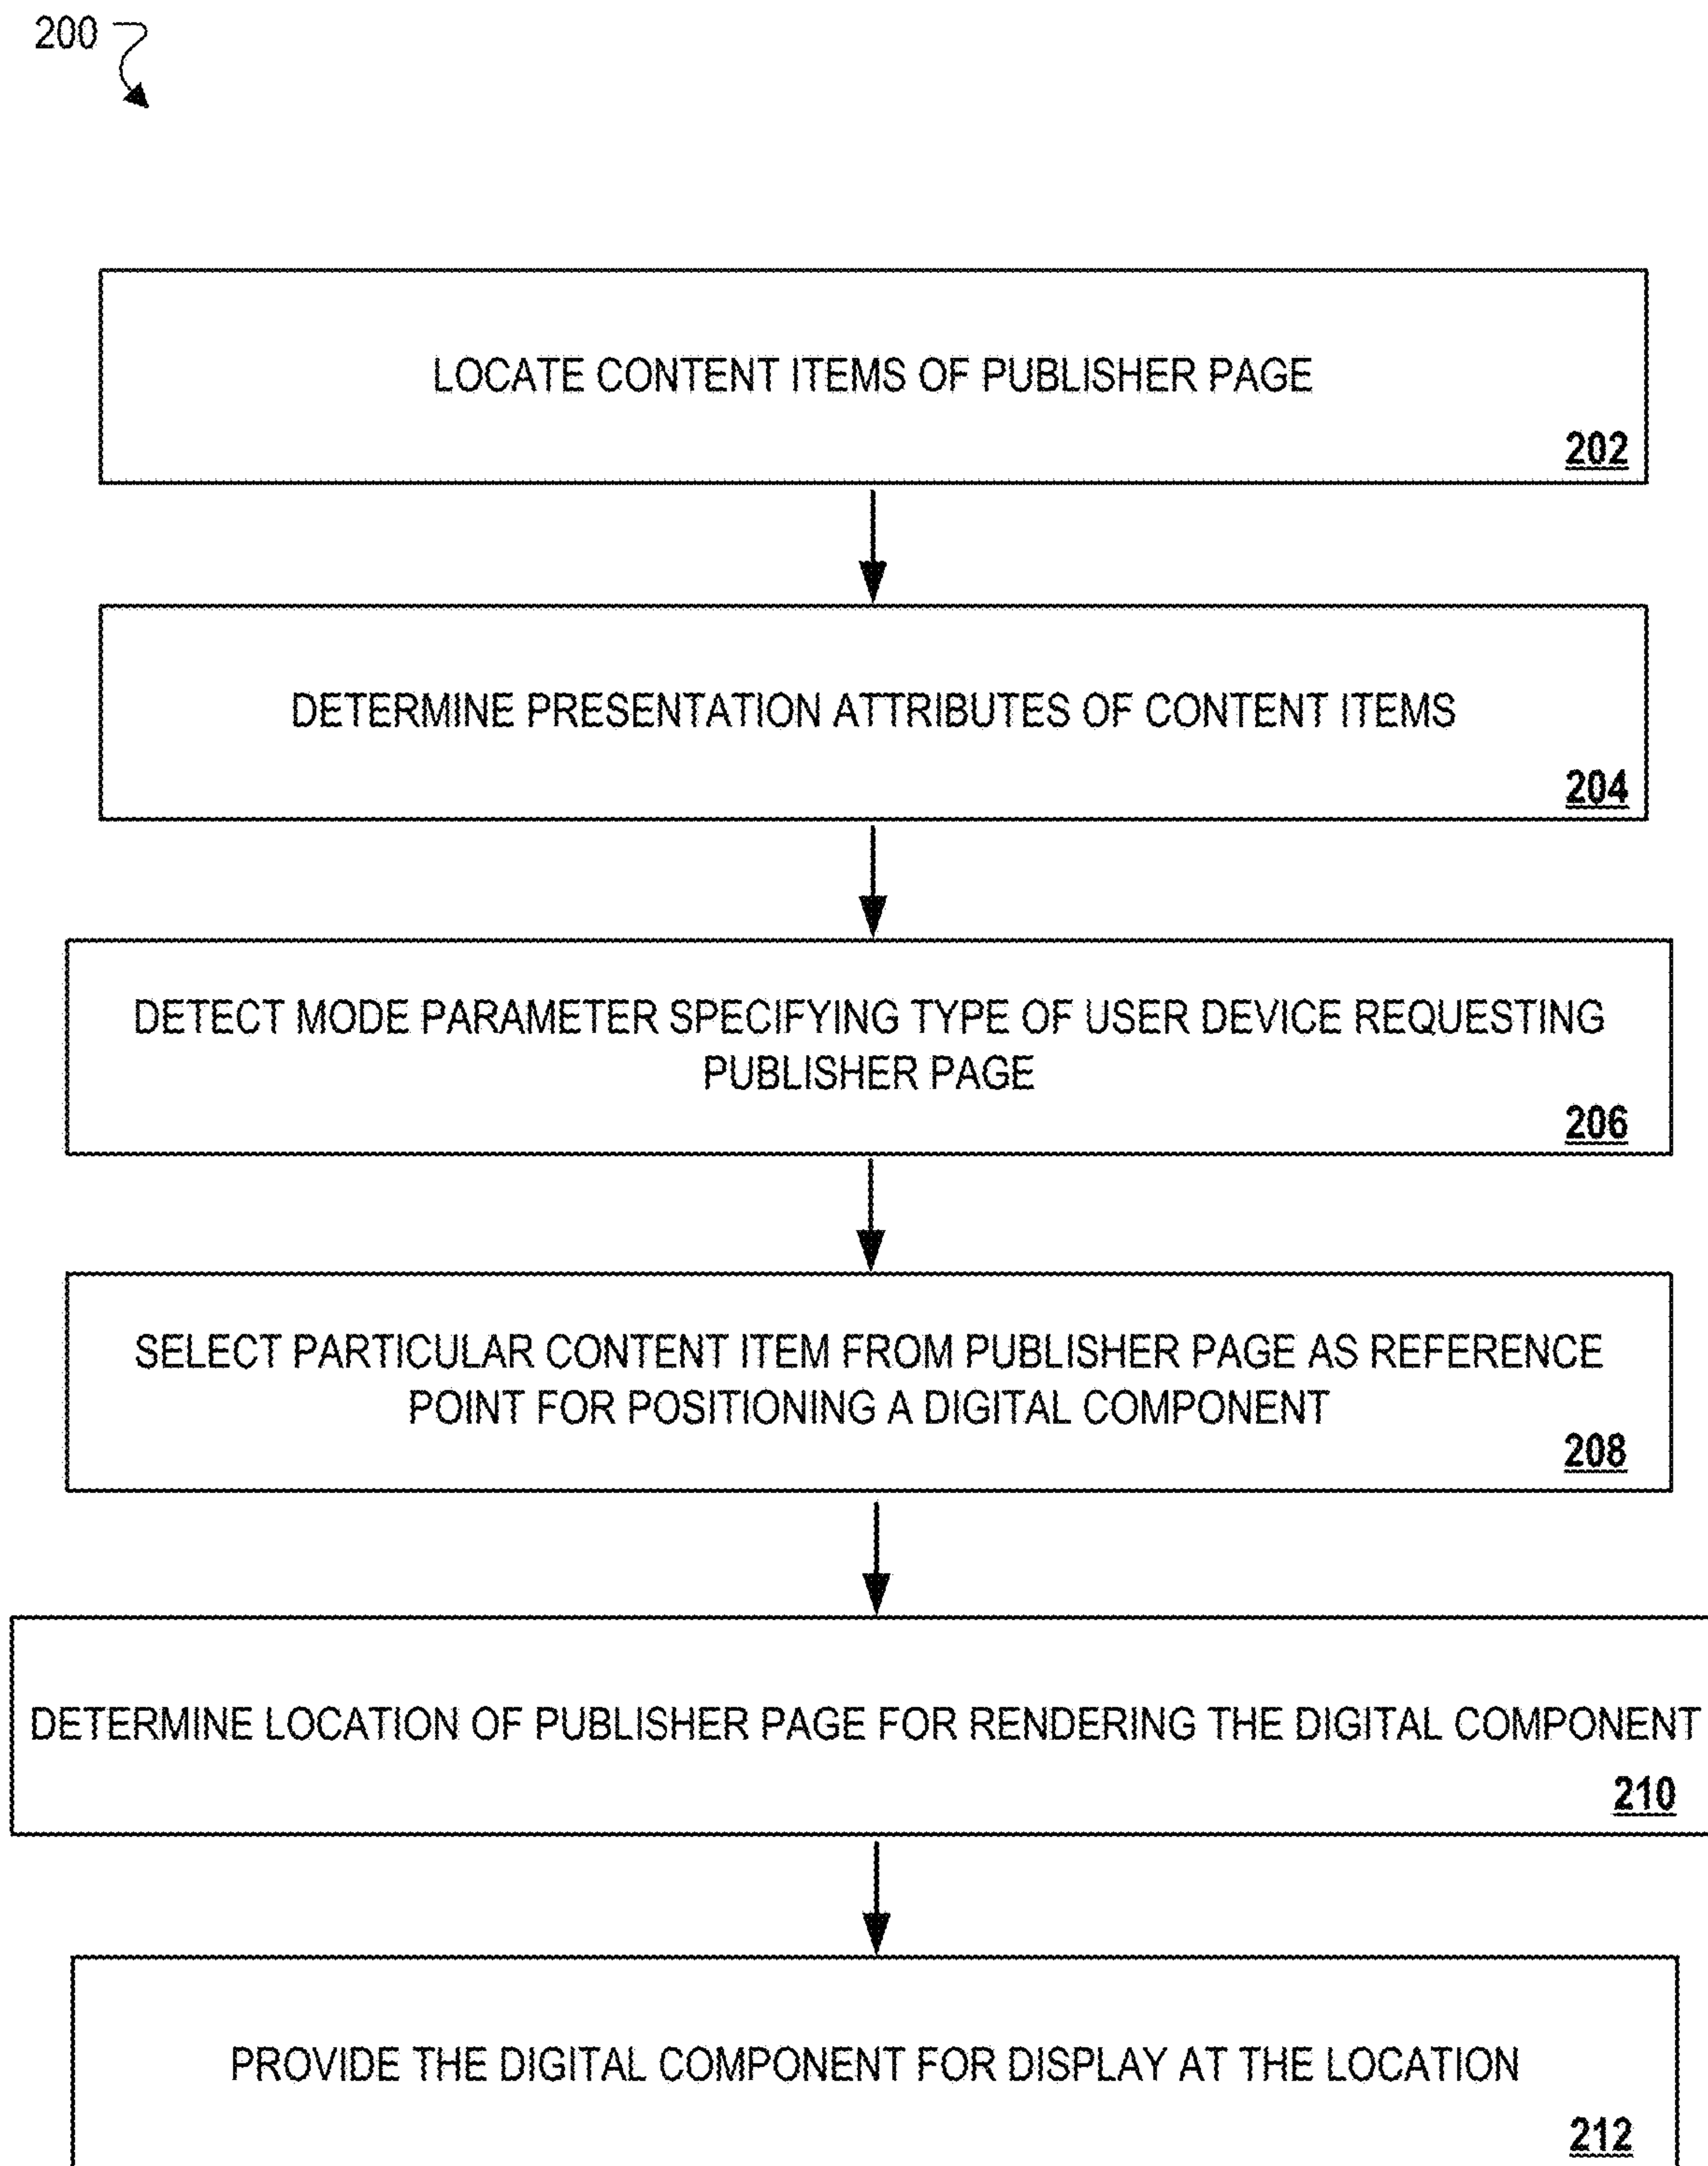 200
LOCATE CONTENT ITEMS OF PUBLISHER PAGE
202
DETERMINE PRESENTATION ATTRIBUTES OF CONTENT ITEMS
204
DETECT MODE PARAMETER SPECIFYING TYPE OF USER DEVICE REQUESTING
PUBLISHER PAGE
206
SELECT PARTICULAR CONTENT ITEM FROM PUBLISHER PAGE AS REFERENCE
POINT FOR POSITIONING A DIGITAL COMPONENT
208
DETERMINE LOCATION OF PUBLISHER PAGE FOR RENDERING THE DIGITAL COMPONENT
210
PROVIDE THE DIGITAL COMPONENT FOR DISPLAY AT THE LOCATION
212